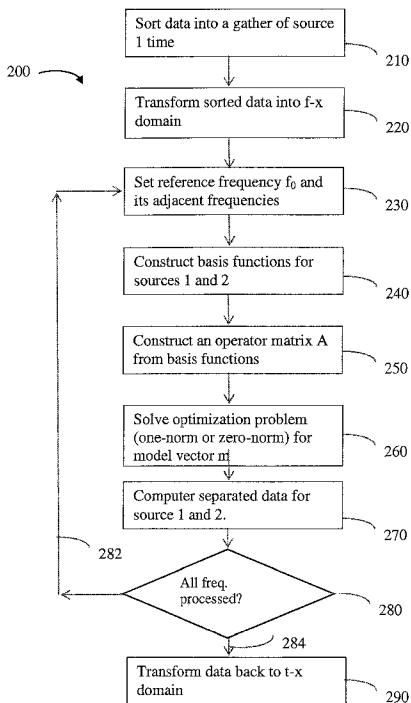 Sort data into a gather of source
1 time
210
200
Transform sorted data into f-x
domain
220
Set reference frequency f₀ and
its adjacent frequencies
230
Construct basis functions for
sources 1 and 2
240
Construct an operator matrix A
from basis functions
250
Solve optimization problem
(one-norm or zero-norm) for
model vector m
260
Computer separated data for
source 1 and 2.
270
282
All freq.
processed?
280
284
Transform data back to t-x
domain
290